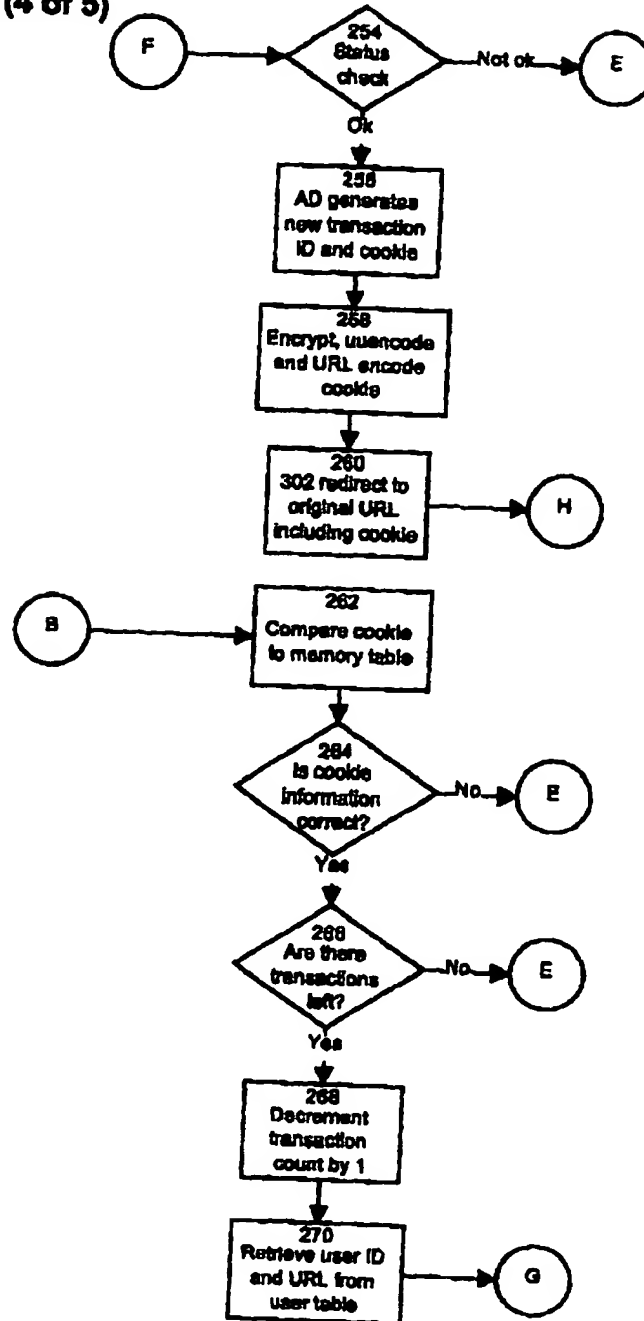 (4 of 5)
F
254
Status
check
Not ok
E
Ok
256
AD generates
new transaction
ID and cookie
258
Encrypt, uuencode
and URL encode
cookie
260
302 redirect to
original URL
including cookie
H
B
262
Compare cookie
to memory table
264
Is cookie
information
correct?
No
E
Yes
266
Are there
transactions
left?
No
E
Yes
268
Decrement
transaction
count by 1
270
Retrieve user ID
and URL from
user table
G